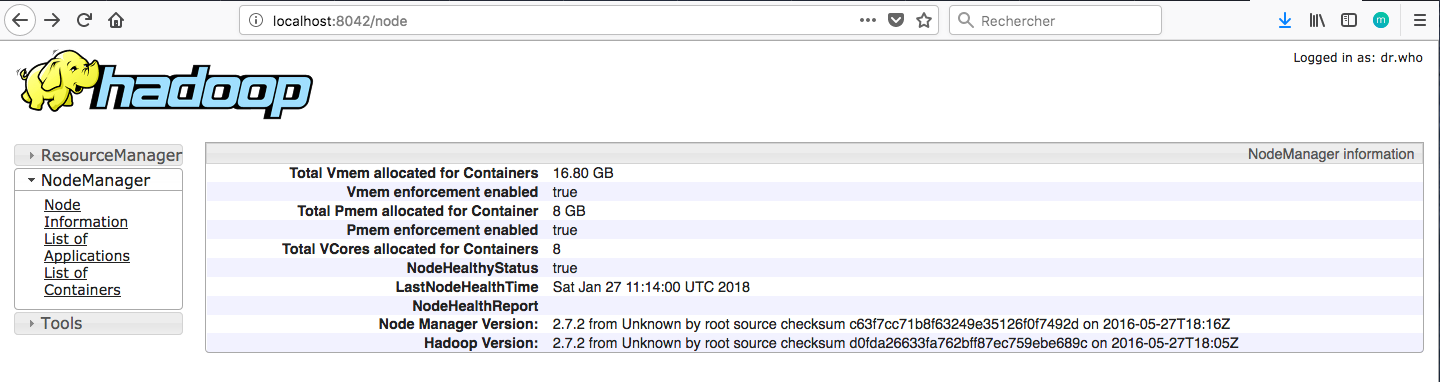 localhost:8042/node
Rechercher
m
Logged in as: dr.who
hadoop
ResourceManager
NodeManager
Node
Information
List of
Applications
List of
Containers
Tools
NodeManager information
Total Vmem allocated for Containers 16.80 GB
Vmem enforcement enabled true
Total Pmem allocated for Container 8 GB
Pmem enforcement enabled true
Total VCores allocated for Containers 8
NodeHealthyStatus true
LastNodeHealthTime Sat Jan 27 11:14:00 UTC 2018
NodeHealthReport
Node Manager Version: 2.7.2 from Unknown by root source checksum c63f7cc71b8f63249e35126f0f7492d on 2016-05-27T18:16Z
Hadoop Version: 2.7.2 from Unknown by root source checksum d0fda26633fa762bff87ec759ebe689c on 2016-05-27T18:05Z